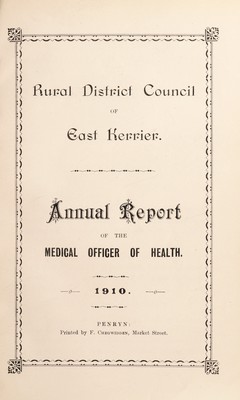 Rural District Council
OF
East Kerrier.
Annual Report
OF THE
MEDICAL OFFICER OF HEALTH.
1910.
PENRYN:
Printed by F. Chegwidden, Market Street.